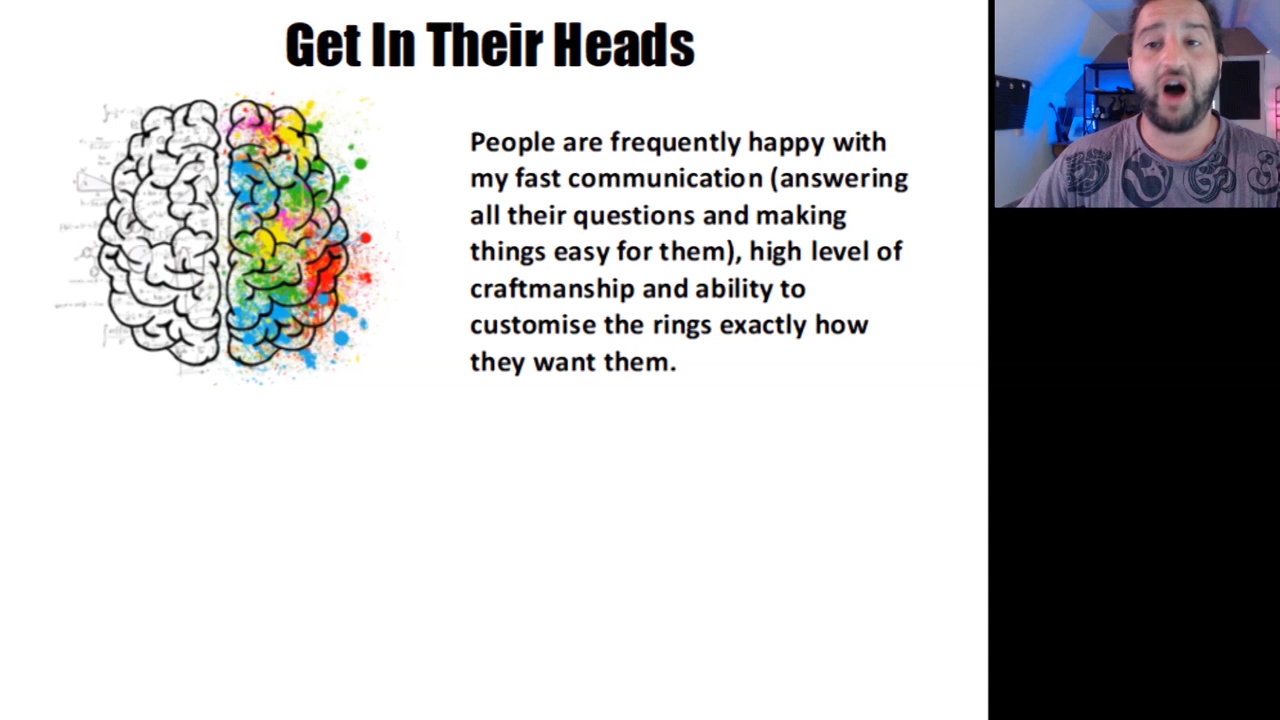 Get In Their Heads
People are frequently happy with
my fast communication (answering
all their questions and making
things easy for them), high level of
craftmanship and ability to
customise the rings exactly how
they want them.